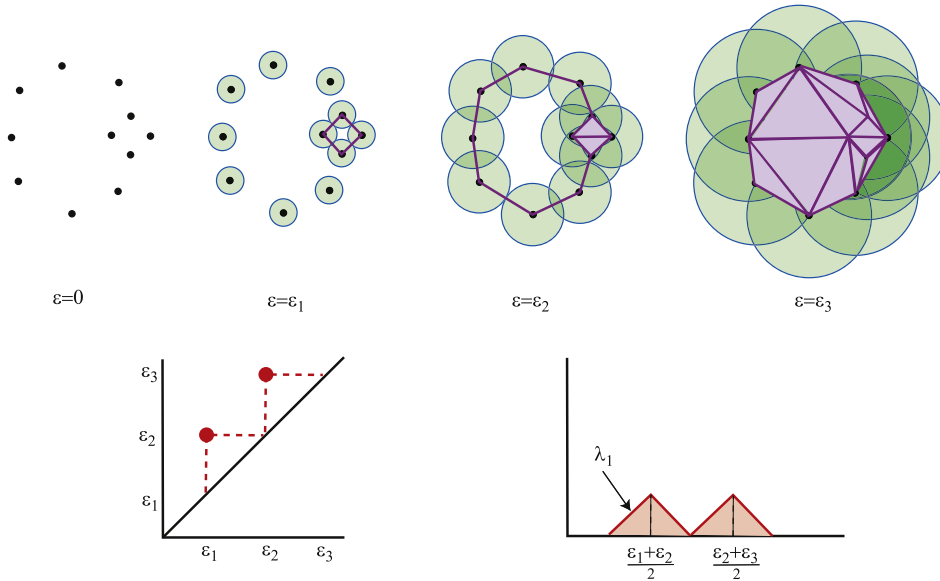 ε=0
ε=ε₁
ε=ε₂
ε=ε₃
ε₃
ε₂
ε₁
ε₁ ε₂ ε₃
λ₁
ε₁+ε₂
2
ε₂+ε₃
2